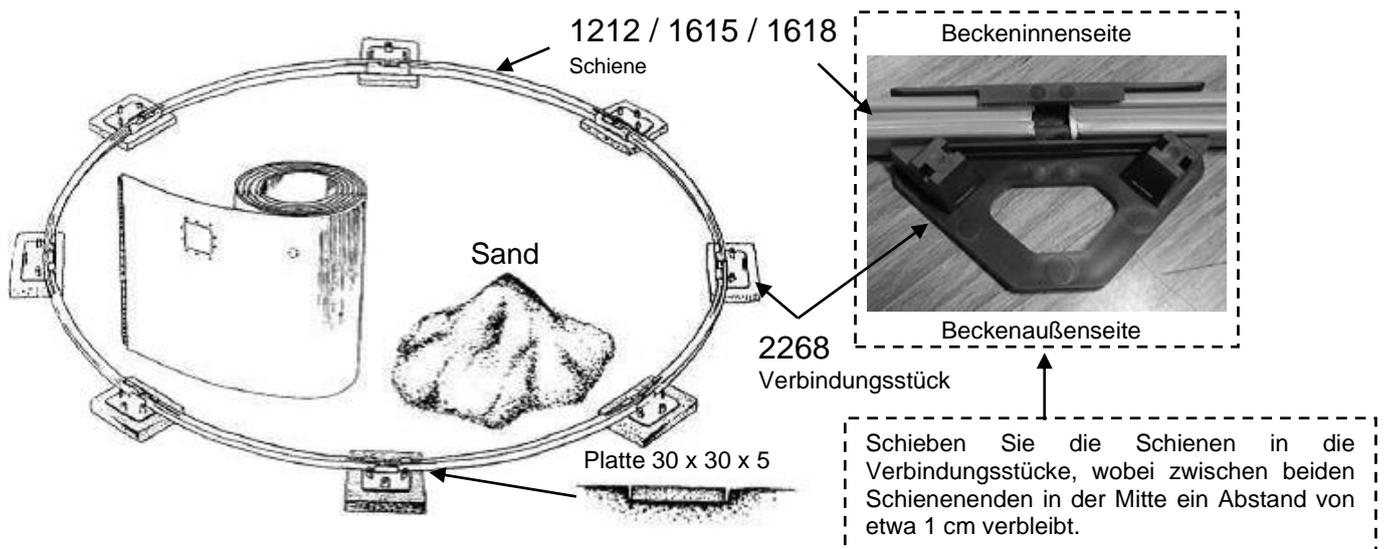 1212 / 1615 / 1618
Schiene
Beckeninnenseite
Sand
Beckenaußenseite
2268
Verbindungsstück
Platte 30 x 30 x 5
Schieben Sie die Schienen in die
Verbindungsstücke, wobei zwischen beiden
Schienenenden in der Mitte ein Abstand von
etwa 1 cm verbleibt.